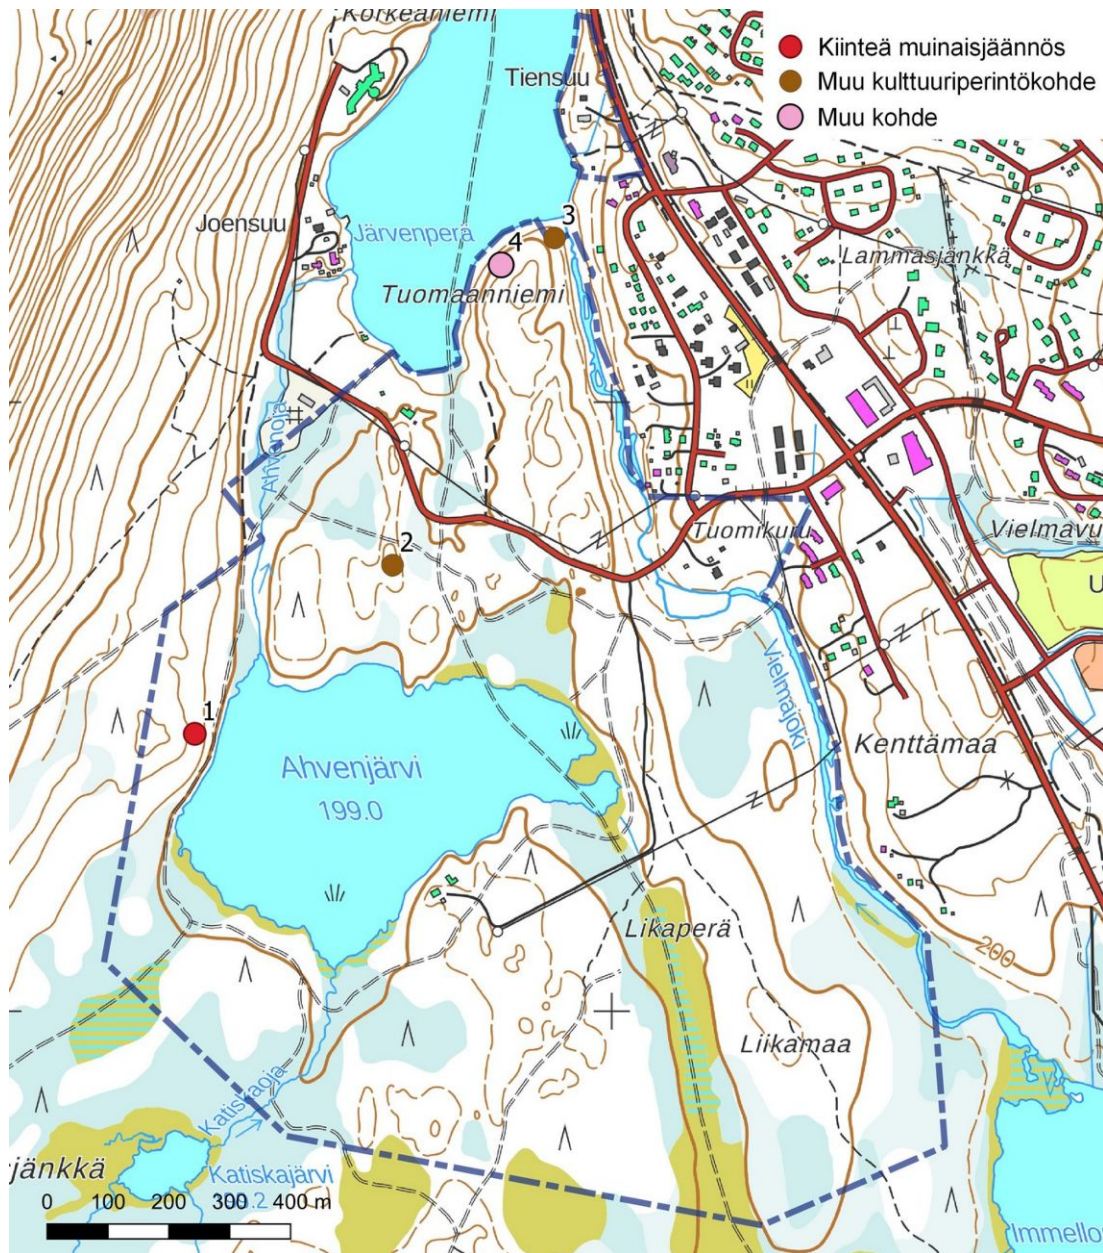 Korkeaniemi
Kiinteä muinaisjäännös
Muu kulttuuriperintökohde
Muu kohde
Tiensuu
Joensuu
Järvenperä
3
4
Lammasjänkkä
Tuomaanniemi
Ahvenoja
2
Tuomikuru
Vielmavu
U
Vielmajoki
1
Ahvenjärvi
199.0
Kenttämaa
Likaperä
200
Liikamaa
Katiskaoja
jänkkä
Katiskajärvi
0 100 200 300 400 m
Immello